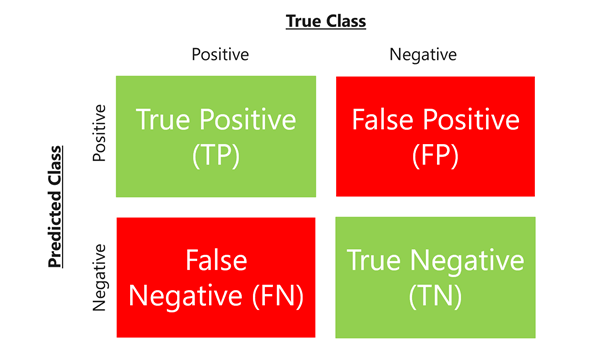 True Class
Positive Negative
Predicted Class
Positive
True Positive
(TP)
False Positive
(FP)
Negative
False
Negative (FN)
True Negative
(TN)